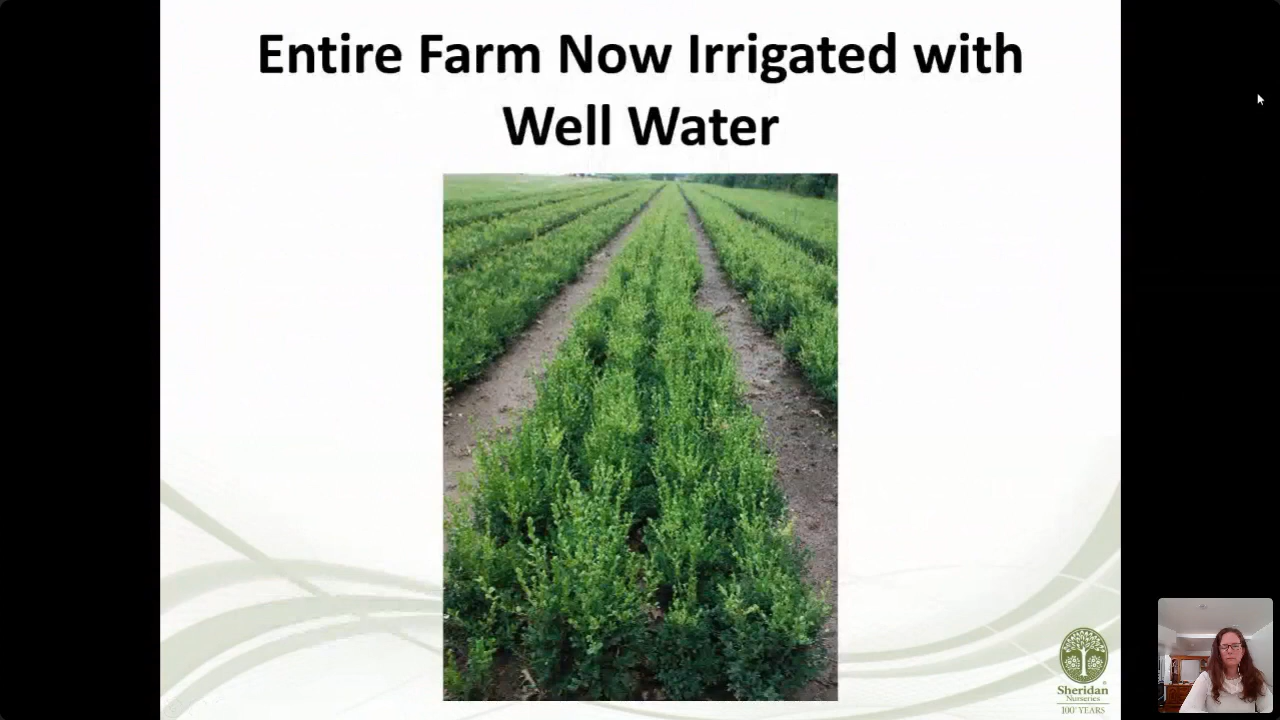 Entire Farm Now Irrigated with
Well Water
Sheridan
Nurseries
100 YEARS